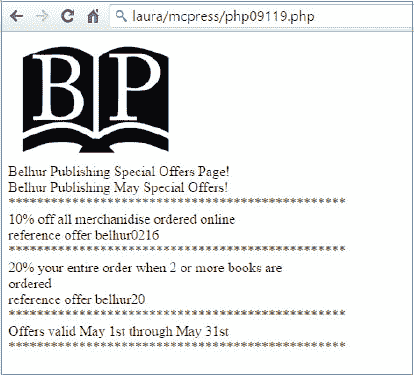 laura/mcpress/php09119.php
B P
Belhur Publishing Special Offers Page!
Belhur Publishing May Special Offers!
**********************************************
10% off all merchanidise ordered online
reference offer belhur0216
**********************************************
20% your entire order when 2 or more books are
ordered
reference offer belhur20
**********************************************
Offers valid May 1st through May 31st
**********************************************